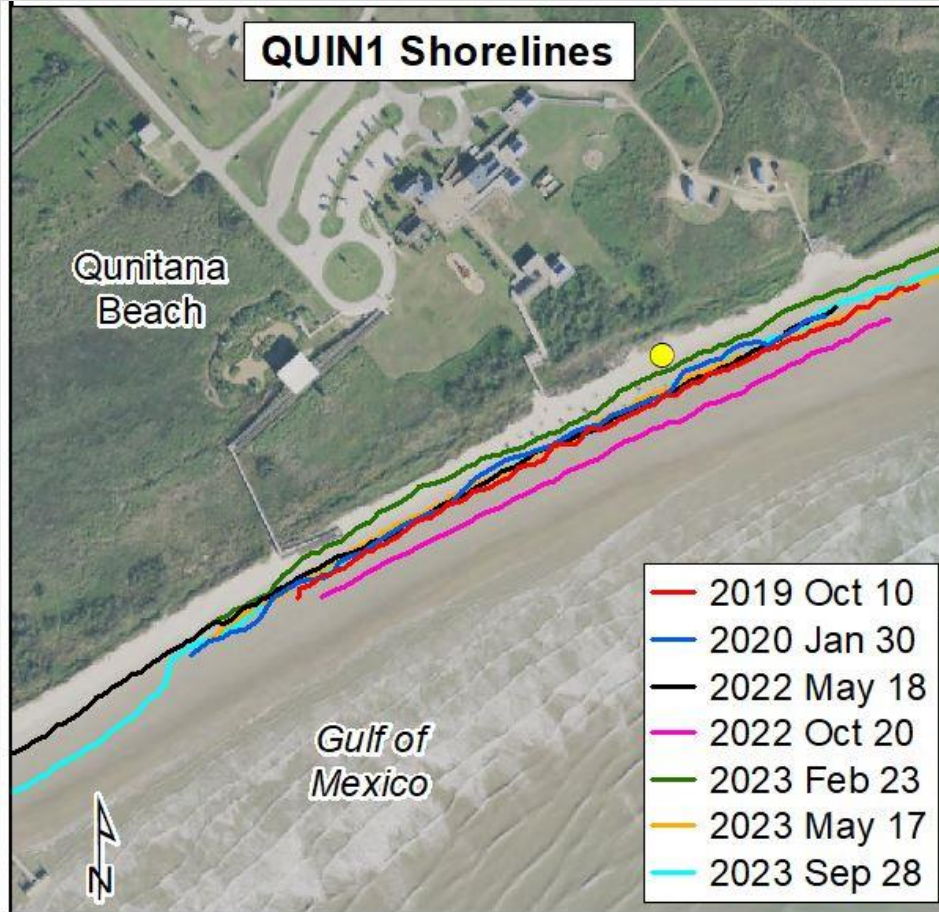 QUIN1 Shorelines
Qunitana
Beach
Gulf of
Mexico
N
2019 Oct 10
2020 Jan 30
2022 May 18
2022 Oct 20
2023 Feb 23
2023 May 17
2023 Sep 28